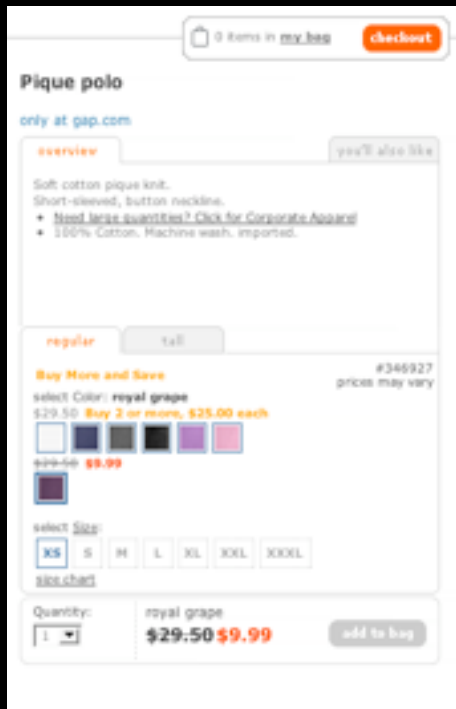 0 items in my bag
checkout
Pique polo
only at gap.com
overview
you'll also like
Soft cotton pique knit.
Short-sleeved, button neckline.
• Need large quantities? Click for Corporate Apparel
• 100% Cotton. Machine wash. imported.
regular
tall
#346927
Buy More and Save
prices may vary
select Color: royal grape
$29.50 Buy 2 or more, $25.00 each
$29.50 $9.99
select Size:
XS S M L XL XXL XXXL
size chart
Quantity:
royal grape
1
$29.50 $9.99
add to bag